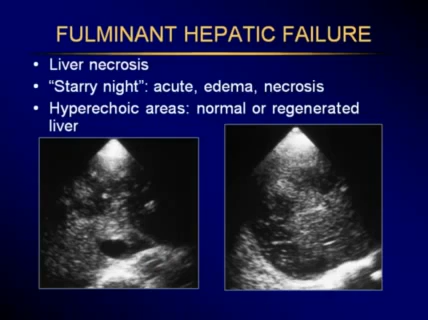 FULMINANT HEPATIC FAILURE
• Liver necrosis
• “Starry night”: acute, edema, necrosis
• Hyperechoic areas: normal or regenerated
liver